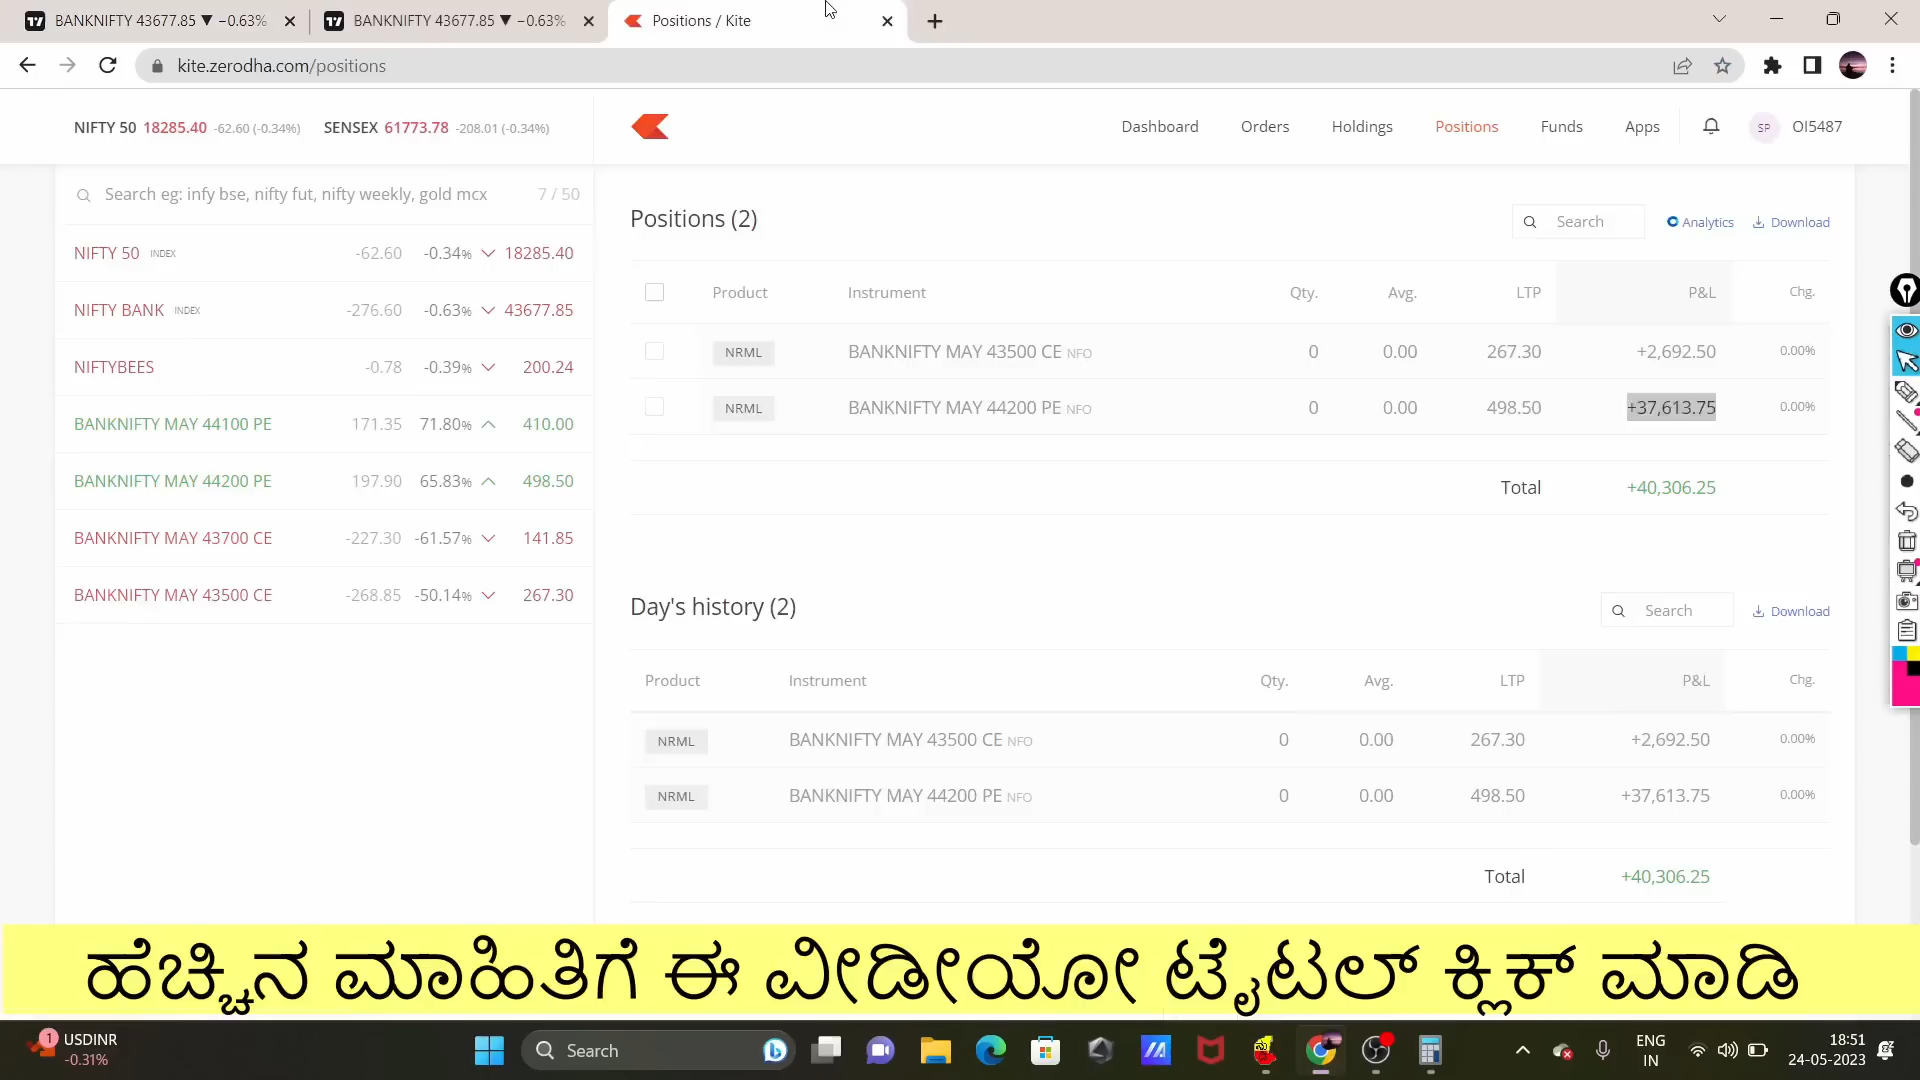 BANKNIFTY 43677.85 ▼ −0.63%
BANKNIFTY 43677.85 ▼ −0.63%
Positions / Kite
kite.zerodha.com/positions
NIFTY 50 18285.40 -62.60 (-0.34%) SENSEX 61773.78 -208.01 (-0.34%)
Dashboard Orders Holdings Positions Funds Apps SP OI5487
Search eg: infy bse, nifty fut, nifty weekly, gold mcx 7 / 50
NIFTY 50 INDEX -62.60 -0.34% 18285.40
NIFTY BANK INDEX -276.60 -0.63% 43677.85
NIFTYBEES -0.78 -0.39% 200.24
BANKNIFTY MAY 44100 PE 171.35 71.80% 410.00
BANKNIFTY MAY 44200 PE 197.90 65.83% 498.50
BANKNIFTY MAY 43700 CE -227.30 -61.57% 141.85
BANKNIFTY MAY 43500 CE -268.85 -50.14% 267.30
Positions (2) Search Analytics Download
Product Instrument Qty. Avg. LTP P&L Chg.
NRML BANKNIFTY MAY 43500 CE NFO 0 0.00 267.30 +2,692.50 0.00%
NRML BANKNIFTY MAY 44200 PE NFO 0 0.00 498.50 +37,613.75 0.00%
Total +40,306.25
Day's history (2) Search Download
Product Instrument Qty. Avg. LTP P&L Chg.
NRML BANKNIFTY MAY 43500 CE NFO 0 0.00 267.30 +2,692.50 0.00%
NRML BANKNIFTY MAY 44200 PE NFO 0 0.00 498.50 +37,613.75 0.00%
Total +40,306.25
ಹೆಚ್ಚಿನ ಮಾಹಿತಿಗೆ ಈ ವೀಡೀಯೋ ಟೈಟಲ್ ಕ್ಲಿಕ್ ಮಾಡಿ
1 USDINR
-0.31%
Search
ENG
IN
18:51
24-05-2023